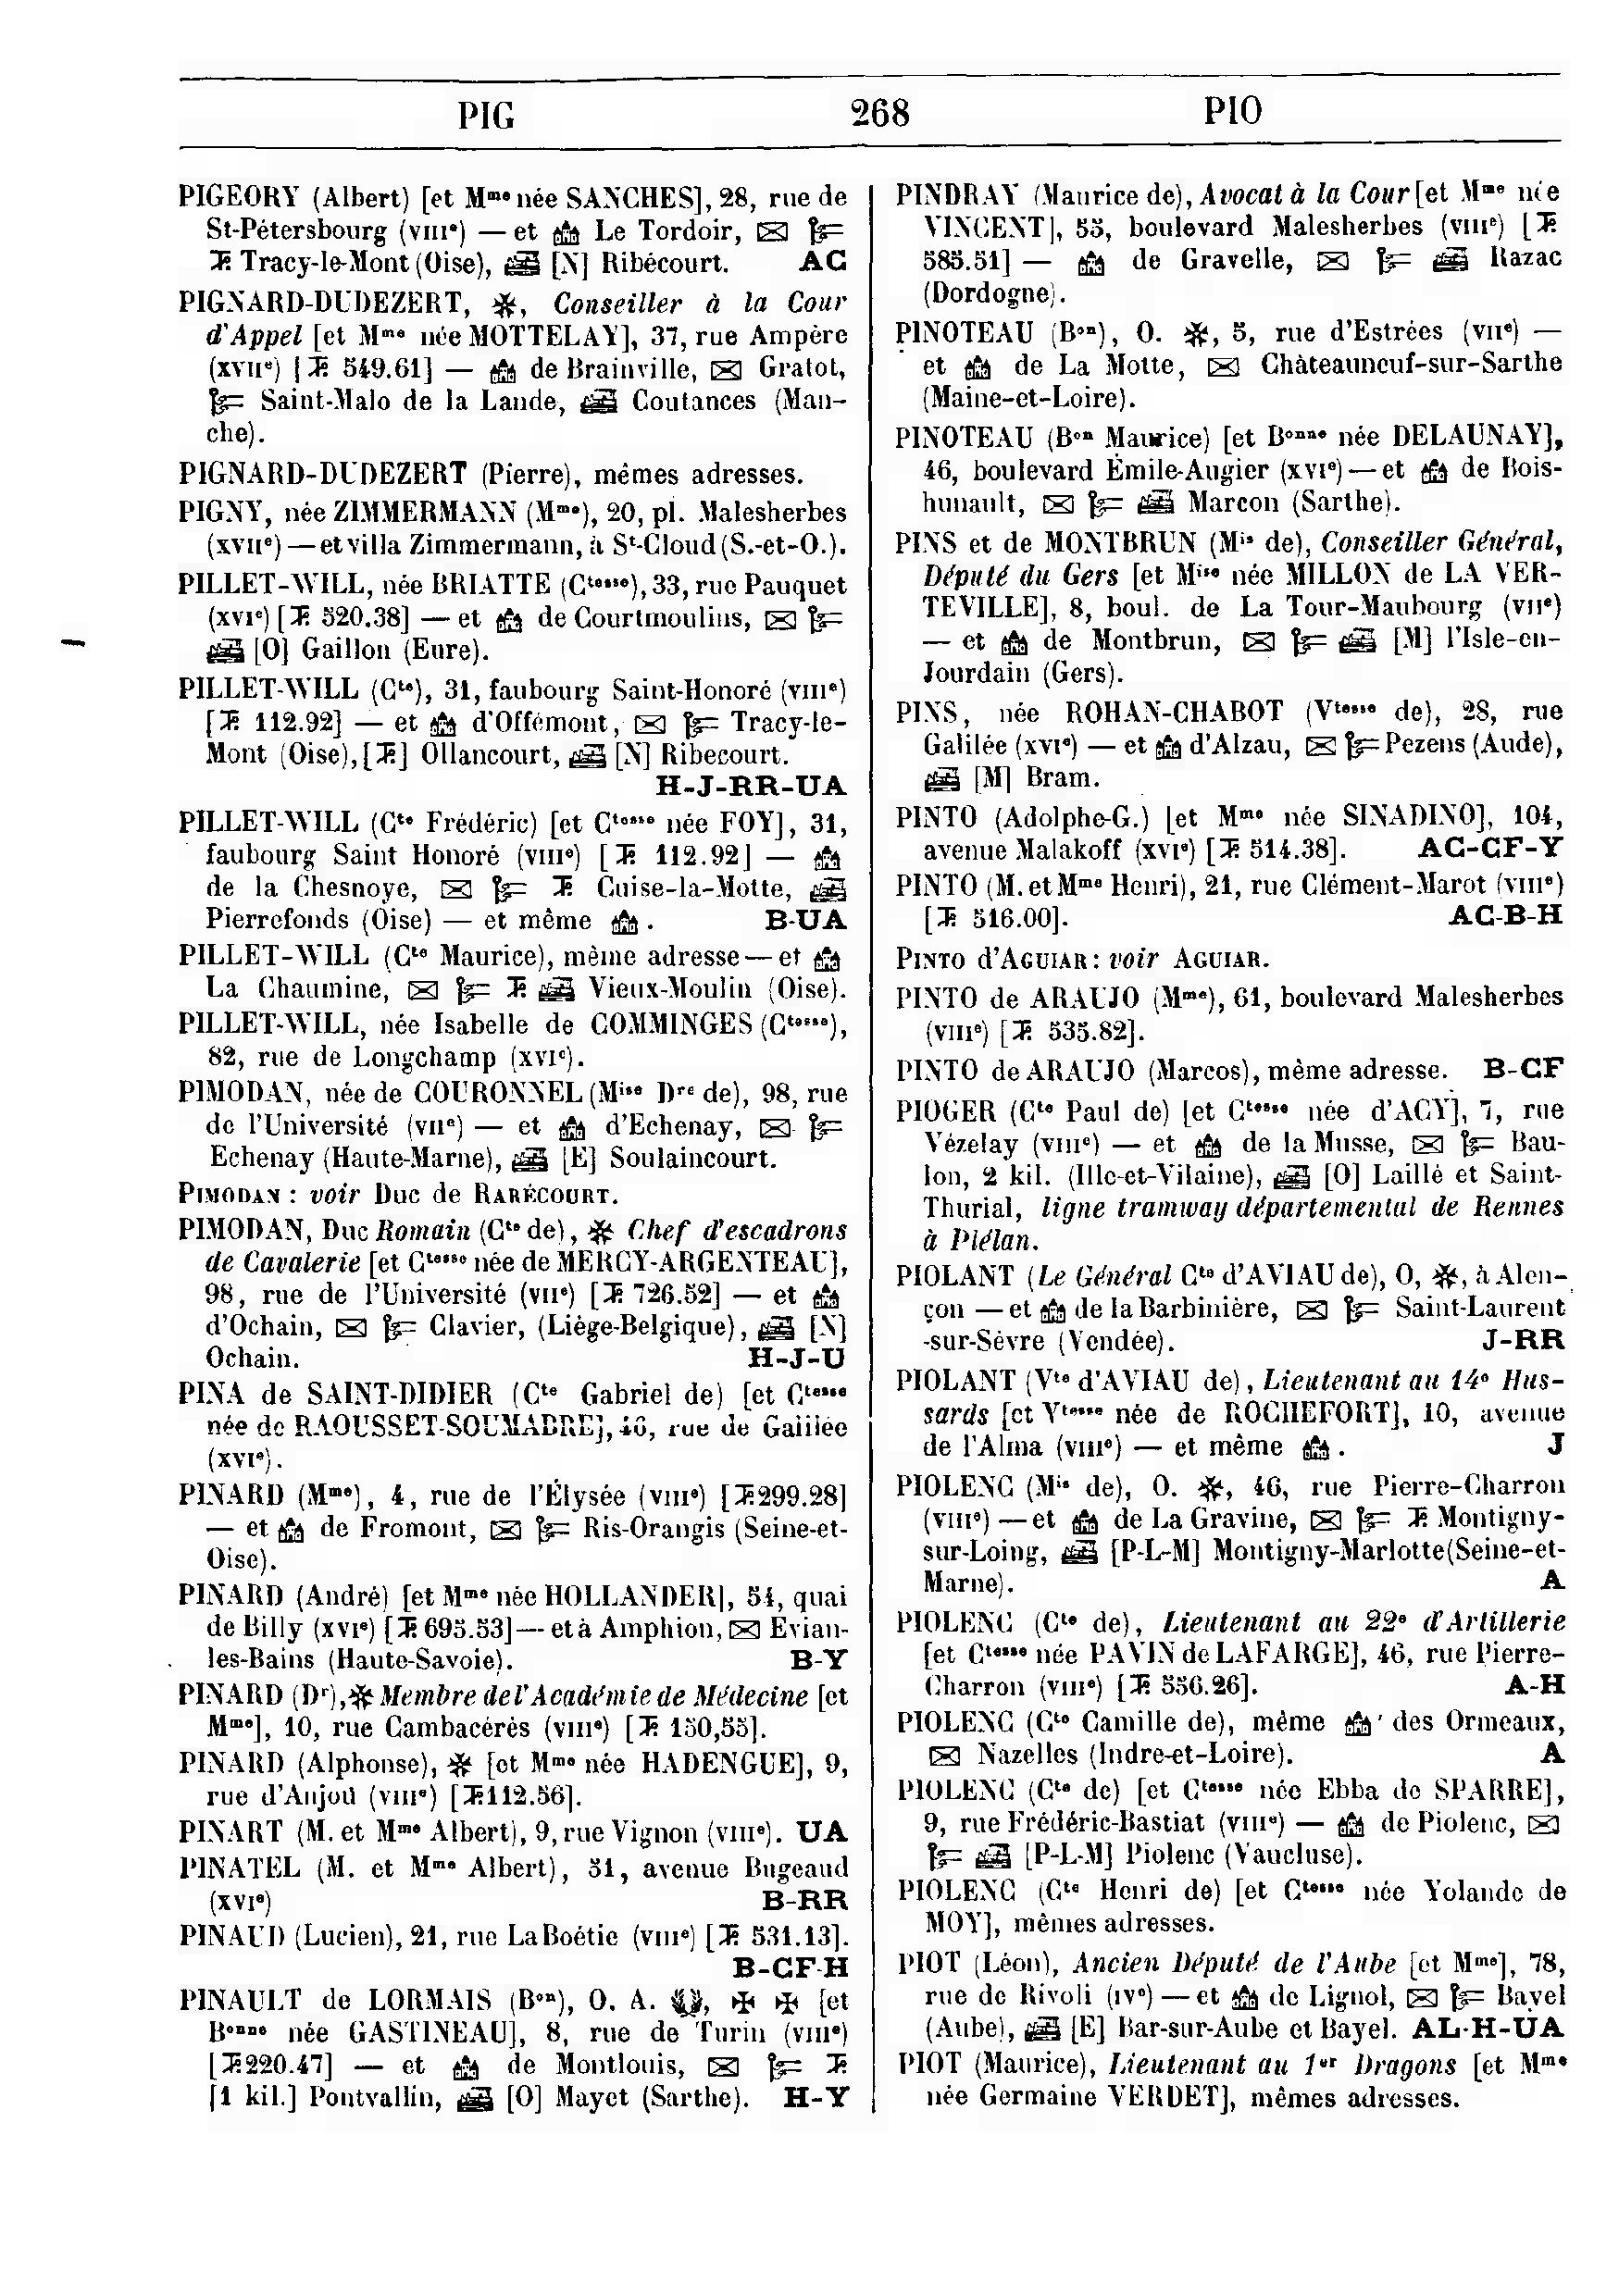 PIG 268 PIO
PIGEORY (Albert) [et Mme née SANCHES], 28, rue de
St-Pétersbourg (VIIIe) — et Le Tordoir,
Tracy-le-Mont (Oise), [N] Ribécourt. AC
PIGNARD-DUDEZERT, Conseiller à la Cour
d'Appel [et Mme née MOTTELAY], 37, rue Ampère
(XVIIe) [ 549.61] — de Brainville, Gratot,
Saint-Malo de la Lande, Coutances (Man-
che).
PIGNARD-DUDEZERT (Pierre), mêmes adresses.
PIGNY, née ZIMMERMANN (Mme), 20, pl. Malesherbes
(XVIIe) — et villa Zimmermann, à St-Cloud (S.-et-O.).
PILLET-WILL, née BRIATTE (Ctesse), 33, rue Pauquet
(XVIe) [ 520.38] — et de Courtmoulins,
[O] Gaillon (Eure).
PILLET-WILL (Cte), 31, faubourg Saint-Honoré (VIIIe)
[ 112.92] — et d'Offémont, Tracy-le-
Mont (Oise), [ ] Ollancourt, [N] Ribecourt.
H-J-RR-UA
PILLET-WILL (Cte Frédéric) [et Ctesse née FOY], 31,
faubourg Saint Honoré (VIIIe) [ 112.92] —
de la Chesnoye, Cuise-la-Motte,
Pierrefonds (Oise) — et même . B-UA
PILLET-WILL (Cte Maurice), même adresse — et
La Chaumine, Vieux-Moulin (Oise).
PILLET-WILL, née Isabelle de COMMINGES (Ctesse),
82, rue de Longchamp (XVIe).
PIMODAN, née de COURONNEL (Mise Dre de), 98, rue
de l'Université (VIIe) — et d'Echenay,
Echenay (Haute-Marne), [E] Soulaincourt.
PIMODAN : voir Duc de RARÉCOURT.
PIMODAN, Duc Romain (Cte de), Chef d'escadrons
de Cavalerie [et Ctesse née de MERCY-ARGENTEAU],
98, rue de l'Université (VIIe) [ 726.52] — et
d'Ochain, Clavier, (Liège-Belgique), [N]
Ochain. H-J-U
PINA de SAINT-DIDIER (Cte Gabriel de) [et Ctesse
née de RAOUSSET-SOUMABRE], 46, rue de Galilée
(XVIe).
PINARD (Mme), 4, rue de l'Élysée (VIIIe) [ 299.28]
— et de Fromont, Ris-Orangis (Seine-et-
Oise).
PINARD (André) [et Mme née HOLLANDER], 54, quai
de Billy (XVIe) [ 695.53] — et à Amphion, Evian-
les-Bains (Haute-Savoie). B-Y
PINARD (Dr), Membre de l'Académie de Médecine [et
Mme], 10, rue Cambacérès (VIIIe) [ 150,55].
PINARD (Alphonse), [et Mme née HADENGUE], 9,
rue d'Anjou (VIIIe) [ 112.56].
PINART (M. et Mme Albert), 9, rue Vignon (VIIIe). UA
PINATEL (M. et Mme Albert), 51, avenue Bugeaud
(XVIe) B-RR
PINAUD (Lucien), 21, rue La Boétie (VIIIe) [ 531.13].
B-CF-H
PINAULT de LORMAIS (Bon), O. A. , ✠ ✠ [et
Bonne née GASTINEAU], 8, rue de Turin (VIIIe)
[ 220.47] — et de Montlouis,
[1 kil.] Pontvallin, [O] Mayet (Sarthe). H-Y
PINDRAY (Maurice de), Avocat à la Cour [et Mme née
VINCENT], 55, boulevard Malesherbes (VIIIe) [
585.51] — de Gravelle, Razac
(Dordogne).
PINOTEAU (Bon), O. , 5, rue d'Estrées (VIIe) —
et de La Motte, Châteauneuf-sur-Sarthe
(Maine-et-Loire).
PINOTEAU (Bon Maurice) [et Bonne née DELAUNAY],
46, boulevard Émile-Augier (XVIe) — et de Bois-
hunault, Marcon (Sarthe).
PINS et de MONTBRUN (Mis de), Conseiller Général,
Député du Gers [et Mise née MILLON de LA VER-
TEVILLE], 8, boul. de La Tour-Maubourg (VIIe)
— et de Montbrun, [M] l'Isle-en-
Jourdain (Gers).
PINS, née ROHAN-CHABOT (Vtesse de), 28, rue
Galilée (XVIe) — et d'Alzau, Pezens (Aude),
[M] Bram.
PINTO (Adolphe-G.) [et Mme née SINADINO], 104,
avenue Malakoff (XVIe) [ 514.38]. AC-CF-Y
PINTO (M. et Mme Henri), 21, rue Clément-Marot (VIIIe)
[ 516.00]. AC-B-H
PINTO d'AGUIAR : voir AGUIAR.
PINTO de ARAUJO (Mme), 61, boulevard Malesherbes
(VIIIe) [ 535.82].
PINTO de ARAUJO (Marcos), même adresse. B-CF
PIOGER (Cte Paul de) [et Ctesse née d'ACY], 7, rue
Vézelay (VIIIe) — et de la Musse, Bau-
lon, 2 kil. (Ille-et-Vilaine), [O] Laillé et Saint-
Thurial, ligne tramway départemental de Rennes
à Plélan.
PIOLANT (Le Général Cte d'AVIAU de), O, , à Alen-
çon — et de la Barbinière, Saint-Laurent
-sur-Sèvre (Vendée). J-RR
PIOLANT (Vte d'AVIAU de), Lieutenant au 14e Hus-
sards [et Vtesse née de ROCHEFORT], 10, avenue
de l'Alma (VIIIe) — et même . J
PIOLENC (Mis de), O. , 46, rue Pierre-Charron
(VIIIe) — et de La Gravine, Montigny-
sur-Loing, [P-L-M] Montigny-Marlotte (Seine-et-
Marne). A
PIOLENC (Cte de), Lieutenant au 22e d'Artillerie
[et Ctesse née PAVIN de LAFARGE], 46, rue Pierre-
Charron (VIIIe) [ 556.26]. A-H
PIOLENC (Cte Camille de), même des Ormeaux,
Nazelles (Indre-et-Loire). A
PIOLENC (Cte de) [et Ctesse née Ebba de SPARRE],
9, rue Frédéric-Bastiat (VIIIe) — de Piolenc,
[P-L-M] Piolenc (Vaucluse).
PIOLENC (Cte Henri de) [et Ctesse née Yolande de
MOY], mêmes adresses.
PIOT (Léon), Ancien Député de l'Aube [et Mme], 78,
rue de Rivoli (IVe) — et de Lignol, Bayel
(Aube), [E] Bar-sur-Aube et Bayel. AL-H-UA
PIOT (Maurice), Lieutenant au 1er Dragons [et Mme
née Germaine VERDET], mêmes adresses.